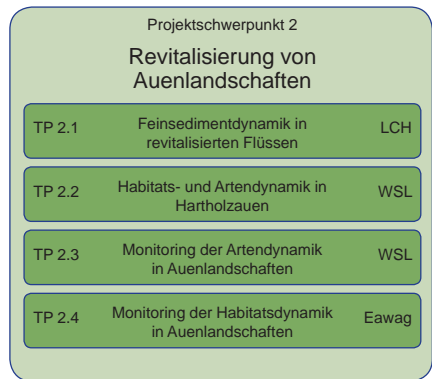 Projektschwerpunkt 2
Revitalisierung von
Auenlandschaften
TP 2.1 Feinsedimentdynamik in LCH
revitalisierten Flüssen
TP 2.2 Habitats- und Artendynamik in WSL
Hartholzauen
TP 2.3 Monitoring der Artendynamik WSL
in Auenlandschaften
TP 2.4 Monitoring der Habitatsdynamik Eawag
in Auenlandschaften